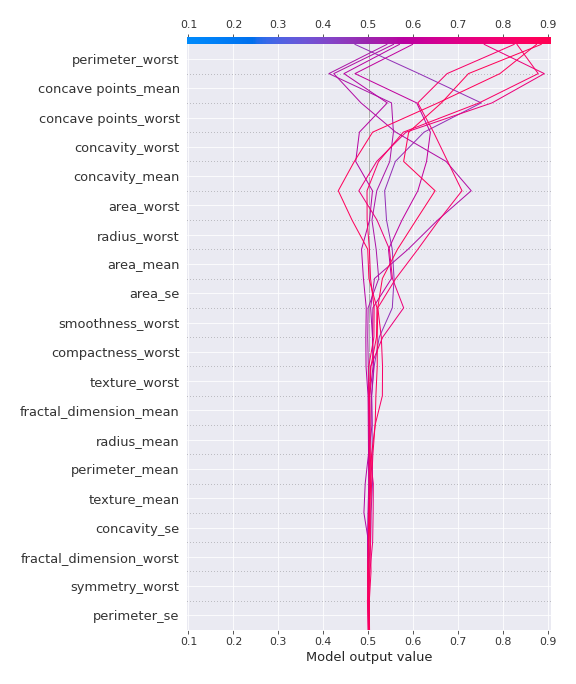 0.1 0.2 0.3 0.4 0.5 0.6 0.7 0.8 0.9
perimeter_worst
concave points_mean
concave points_worst
concavity_worst
concavity_mean
area_worst
radius_worst
area_mean
area_se
smoothness_worst
compactness_worst
texture_worst
fractal_dimension_mean
radius_mean
perimeter_mean
texture_mean
concavity_se
fractal_dimension_worst
symmetry_worst
perimeter_se
0.1 0.2 0.3 0.4 0.5 0.6 0.7 0.8 0.9
Model output value